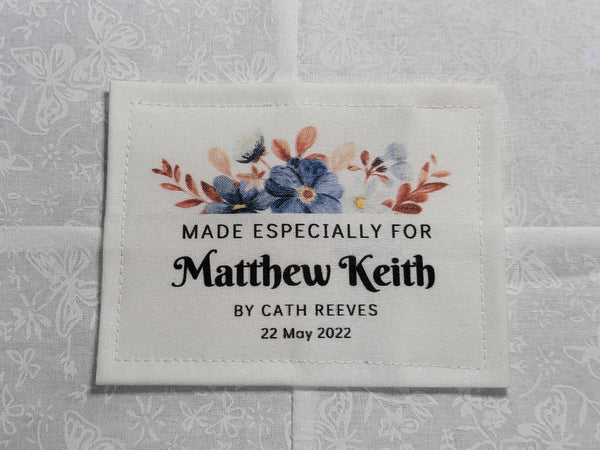 MADE ESPECIALLY FOR
Matthew Keith
BY CATH REEVES
22 May 2022